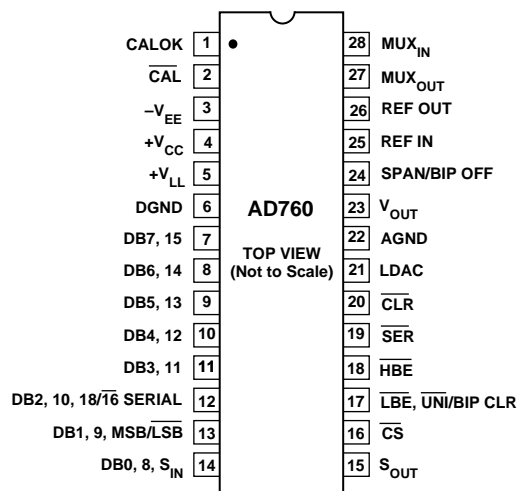 CALOK 1
CAL 2
–VEE 3
+VCC 4
+VLL 5
DGND 6
DB7, 15 7
DB6, 14 8
DB5, 13 9
DB4, 12 10
DB3, 11 11
DB2, 10, 18/16 SERIAL 12
DB1, 9, MSB/LSB 13
DB0, 8, SIN 14
AD760
TOP VIEW
(Not to Scale)
28 MUXIN
27 MUXOUT
26 REF OUT
25 REF IN
24 SPAN/BIP OFF
23 VOUT
22 AGND
21 LDAC
20 CLR
19 SER
18 HBE
17 LBE, UNI/BIP CLR
16 CS
15 SOUT